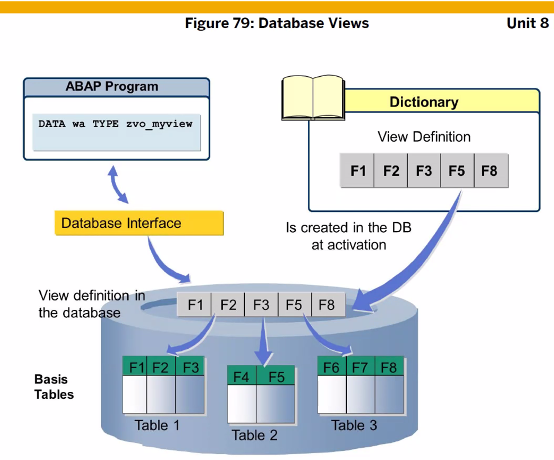 Figure 79: Database Views
Unit 8
ABAP Program
DATA wa TYPE zvo_myview
Dictionary
View Definition
F1 F2 F3 F5 F8
Database Interface
Is created in the DB
at activation
View definition in
the database
F1 F2 F3 F5 F8
Basis
Tables
F1 F2 F3
Table 1
F4 F5
Table 2
F6 F7 F8
Table 3